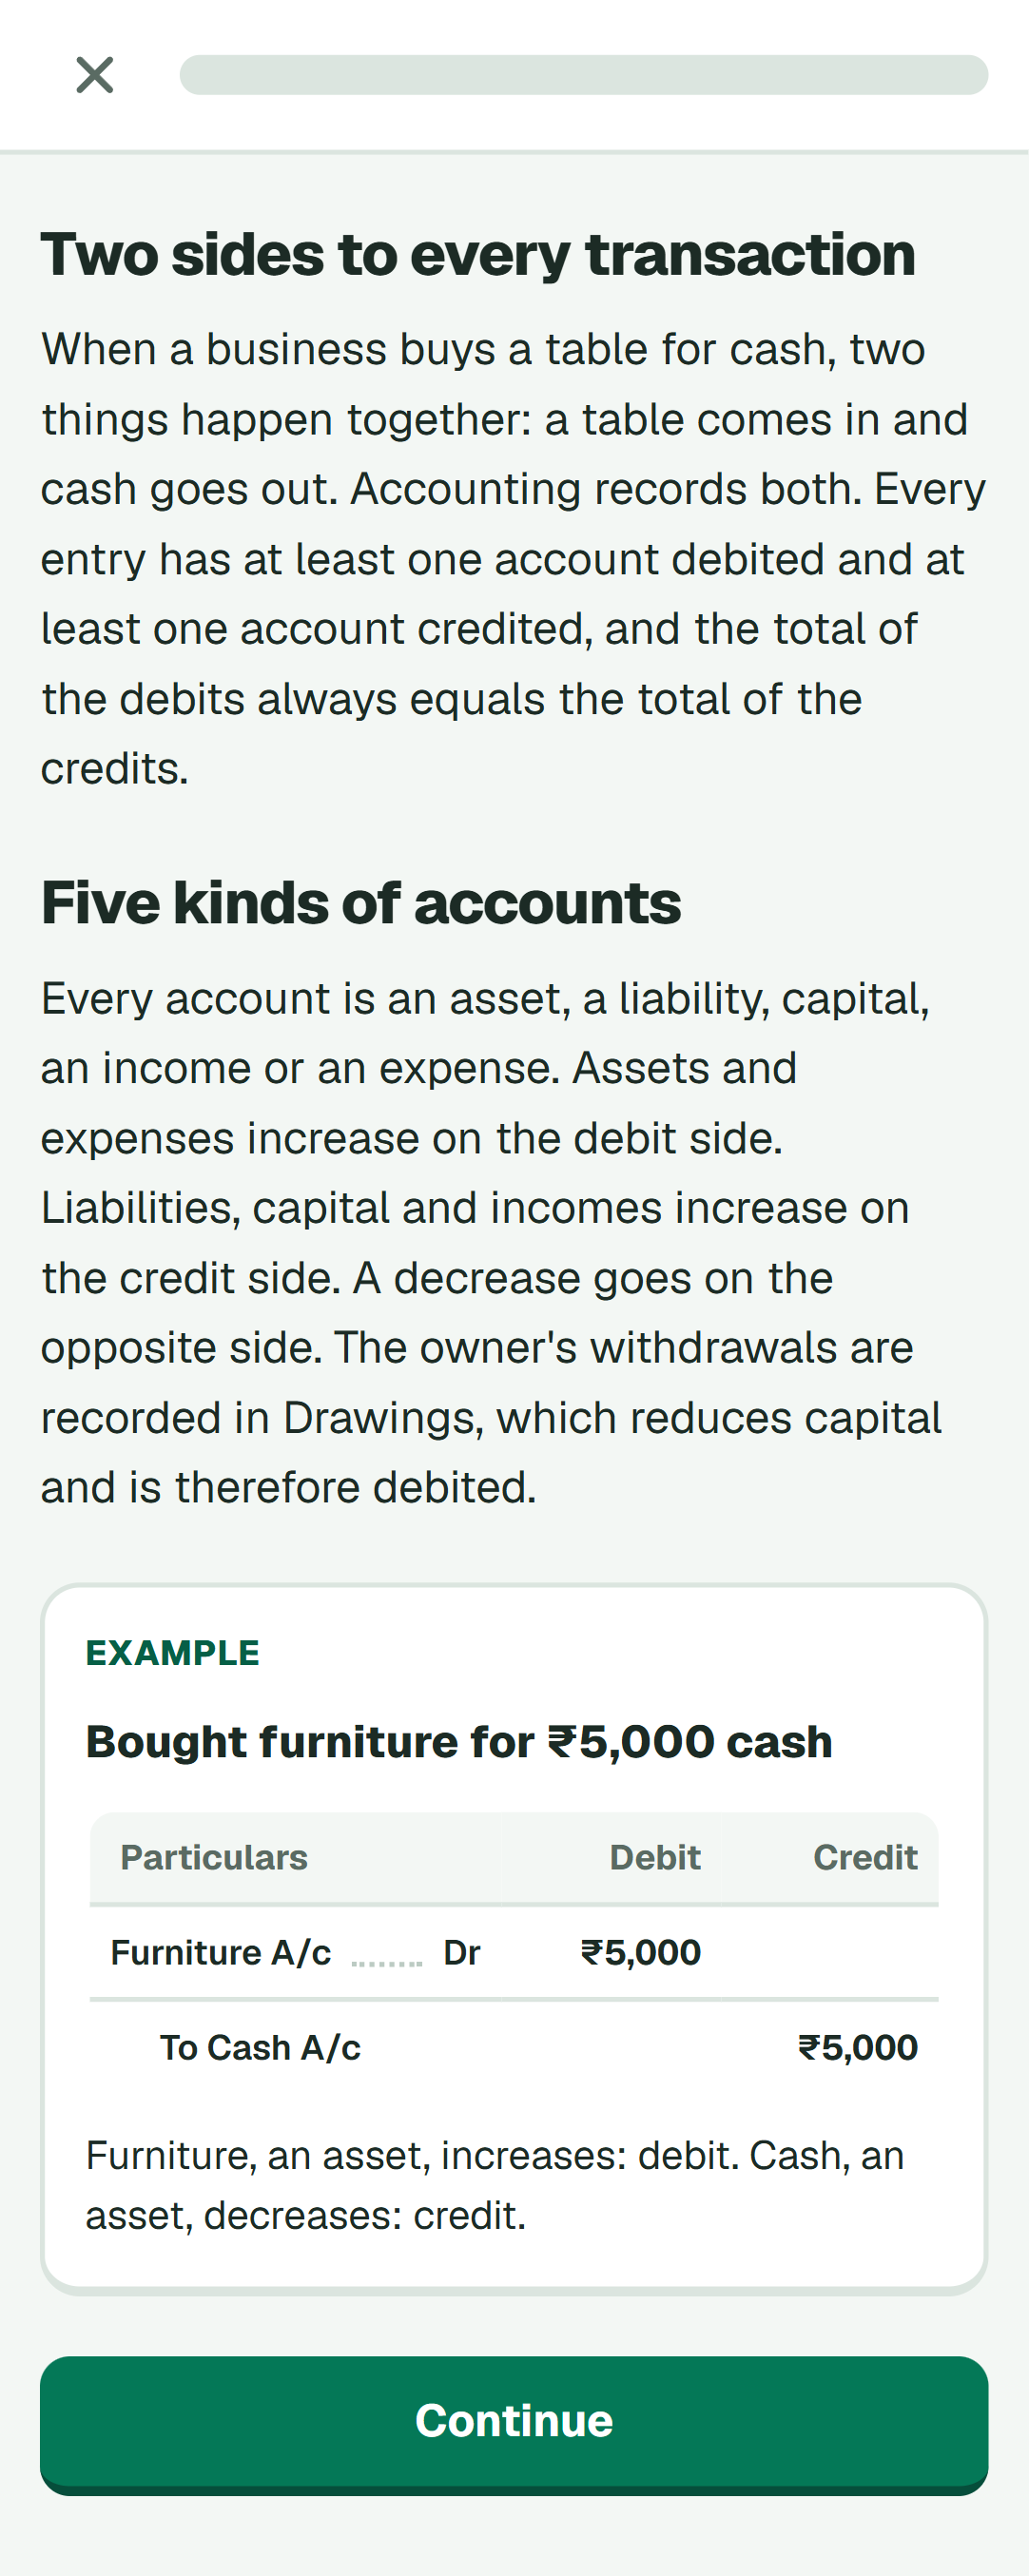 Two sides to every transaction
When a business buys a table for cash, two
things happen together: a table comes in and
cash goes out. Accounting records both. Every
entry has at least one account debited and at
least one account credited, and the total of
the debits always equals the total of the
credits.
Five kinds of accounts
Every account is an asset, a liability, capital,
an income or an expense. Assets and
expenses increase on the debit side.
Liabilities, capital and incomes increase on
the credit side. A decrease goes on the
opposite side. The owner's withdrawals are
recorded in Drawings, which reduces capital
and is therefore debited.
EXAMPLE
Bought furniture for ₹5,000 cash
Particulars Debit Credit
Furniture A/c ........ Dr ₹5,000
To Cash A/c ₹5,000
Furniture, an asset, increases: debit. Cash, an
asset, decreases: credit.
Continue